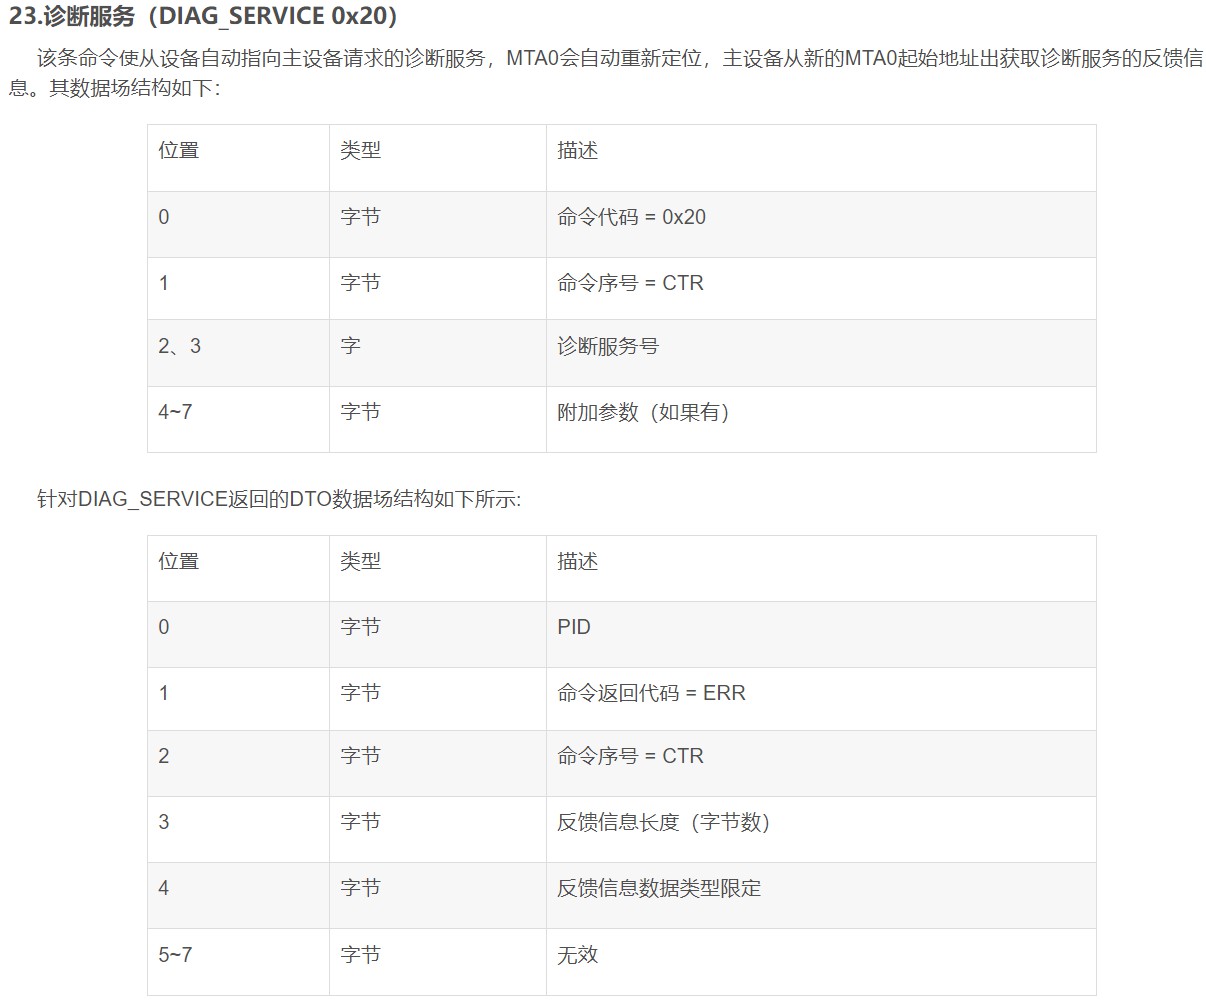 23.诊断服务（DIAG_SERVICE 0x20）
该条命令使从设备自动指向主设备请求的诊断服务，MTA0会自动重新定位，主设备从新的MTA0起始地址出获取诊断服务的反馈信
息。其数据场结构如下：
位置 类型 描述
0 字节 命令代码 = 0x20
1 字节 命令序号 = CTR
2、3 字 诊断服务号
4~7 字节 附加参数（如果有）
针对DIAG_SERVICE返回的DTO数据场结构如下所示:
位置 类型 描述
0 字节 PID
1 字节 命令返回代码 = ERR
2 字节 命令序号 = CTR
3 字节 反馈信息长度（字节数）
4 字节 反馈信息数据类型限定
5~7 字节 无效